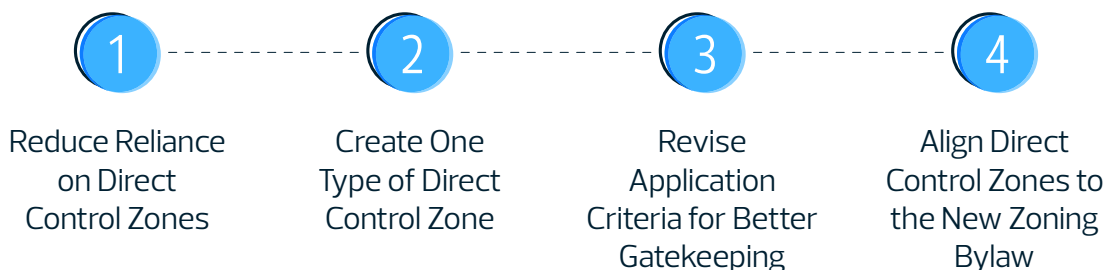 1
Reduce Reliance
on Direct
Control Zones
2
Create One
Type of Direct
Control Zone
3
Revise
Application
Criteria for Better
Gatekeeping
4
Align Direct
Control Zones to
the New Zoning
Bylaw